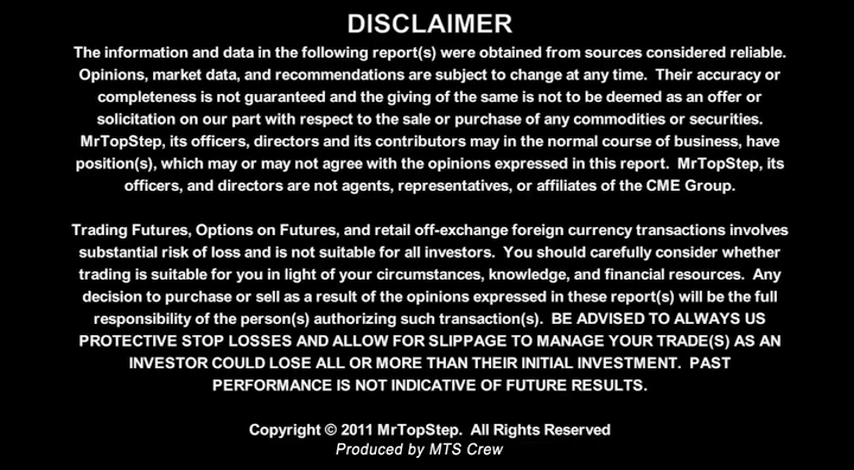 DISCLAIMER
The information and data in the following report(s) were obtained from sources considered reliable.
Opinions, market data, and recommendations are subject to change at any time.  Their accuracy or
completeness is not guaranteed and the giving of the same is not to be deemed as an offer or
solicitation on our part with respect to the sale or purchase of any commodities or securities.
MrTopStep, its officers, directors and its contributors may in the normal course of business, have
position(s), which may or may not agree with the opinions expressed in this report.  MrTopStep, its
officers, and directors are not agents, representatives, or affiliates of the CME Group.
Trading Futures, Options on Futures, and retail off-exchange foreign currency transactions involves
substantial risk of loss and is not suitable for all investors.  You should carefully consider whether
trading is suitable for you in light of your circumstances, knowledge, and financial resources.  Any
decision to purchase or sell as a result of the opinions expressed in these report(s) will be the full
responsibility of the person(s) authorizing such transaction(s).  BE ADVISED TO ALWAYS US
PROTECTIVE STOP LOSSES AND ALLOW FOR SLIPPAGE TO MANAGE YOUR TRADE(S) AS AN
INVESTOR COULD LOSE ALL OR MORE THAN THEIR INITIAL INVESTMENT.  PAST
PERFORMANCE IS NOT INDICATIVE OF FUTURE RESULTS.
Copyright © 2011 MrTopStep.  All Rights Reserved
Produced by MTS Crew